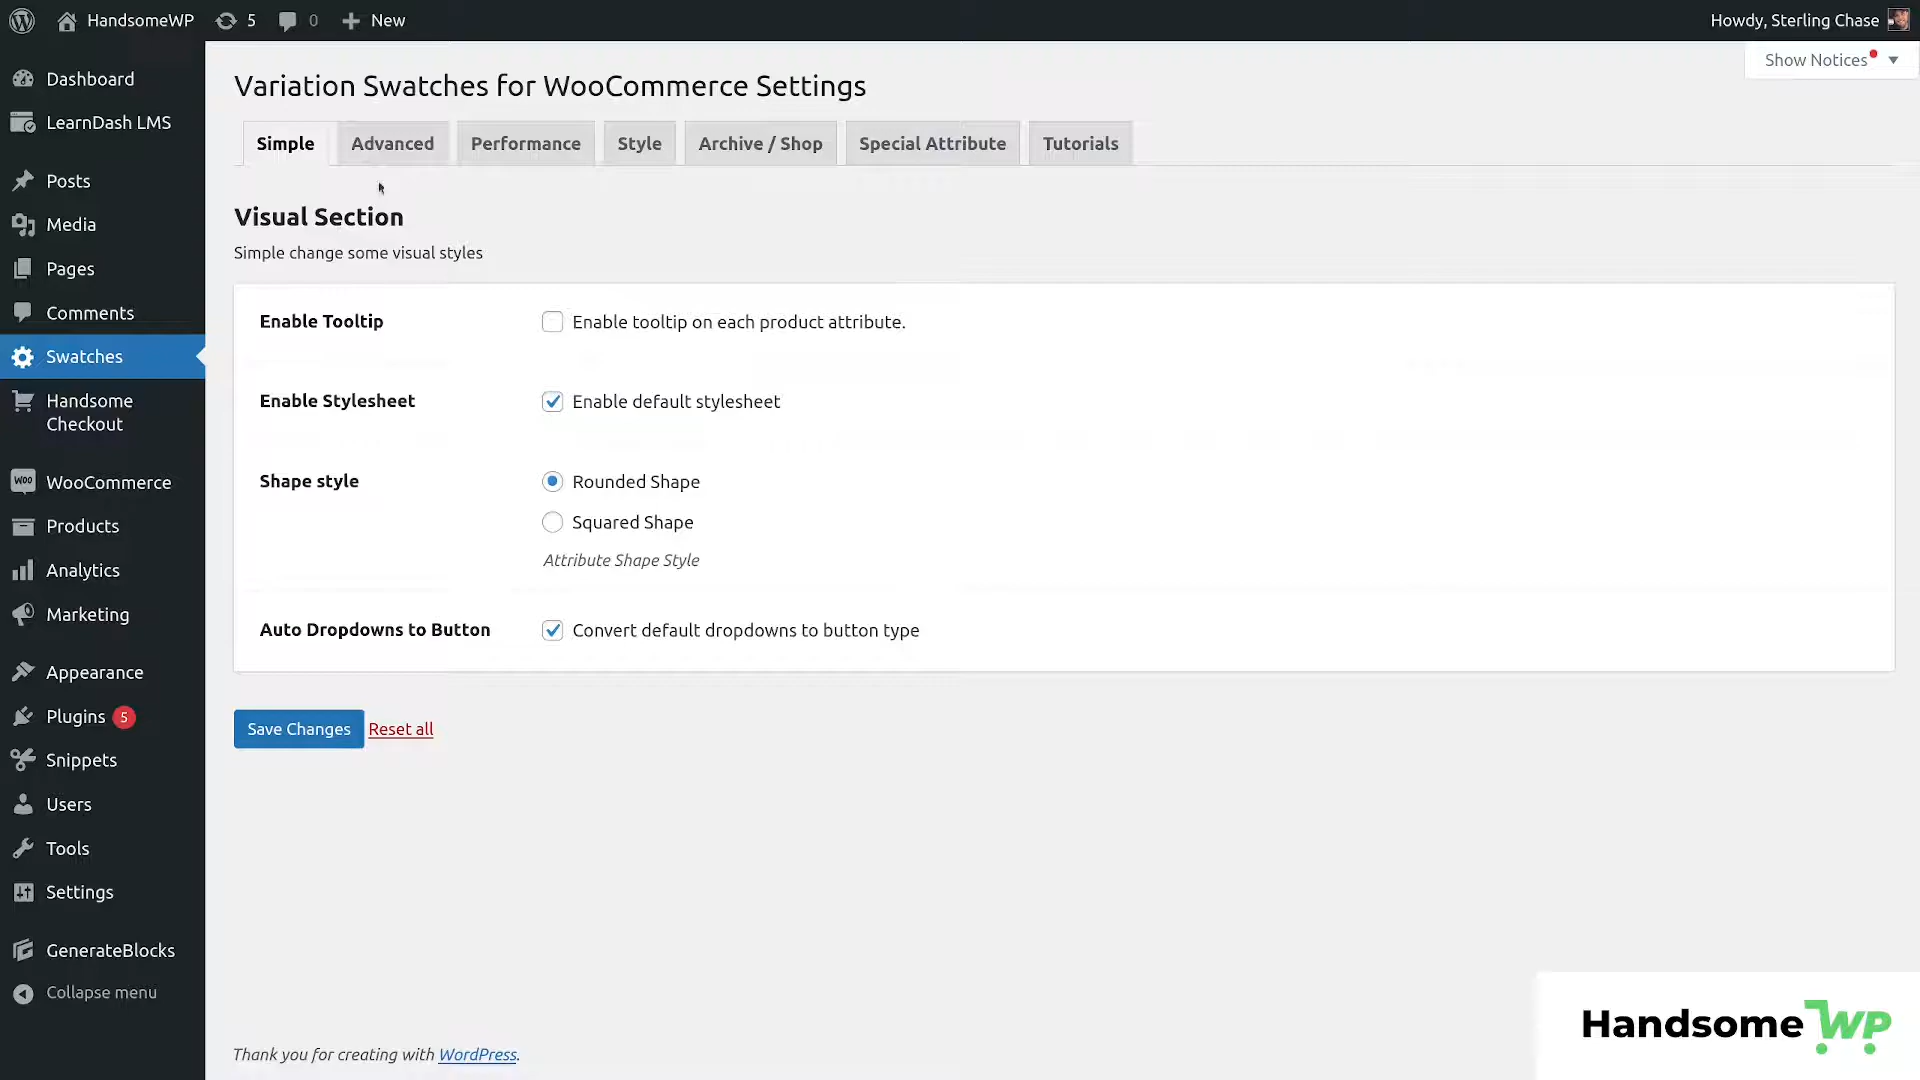 HandsomeWP 5 0 New Howdy, Sterling Chase
Show Notices
Dashboard
LearnDash LMS
Posts
Media
Pages
Comments
Swatches
Handsome
Checkout
WOO WooCommerce
Products
Analytics
Marketing
Appearance
Plugins 5
Snippets
Users
Tools
Settings
GenerateBlocks
Collapse menu
Variation Swatches for WooCommerce Settings
Simple Advanced Performance Style Archive / Shop Special Attribute Tutorials
Visual Section
Simple change some visual styles
Enable Tooltip Enable tooltip on each product attribute.
Enable Stylesheet Enable default stylesheet
Shape style Rounded Shape
Squared Shape
Attribute Shape Style
Auto Dropdowns to Button Convert default dropdowns to button type
Save Changes Reset all
Thank you for creating with WordPress.
HandsomeWP